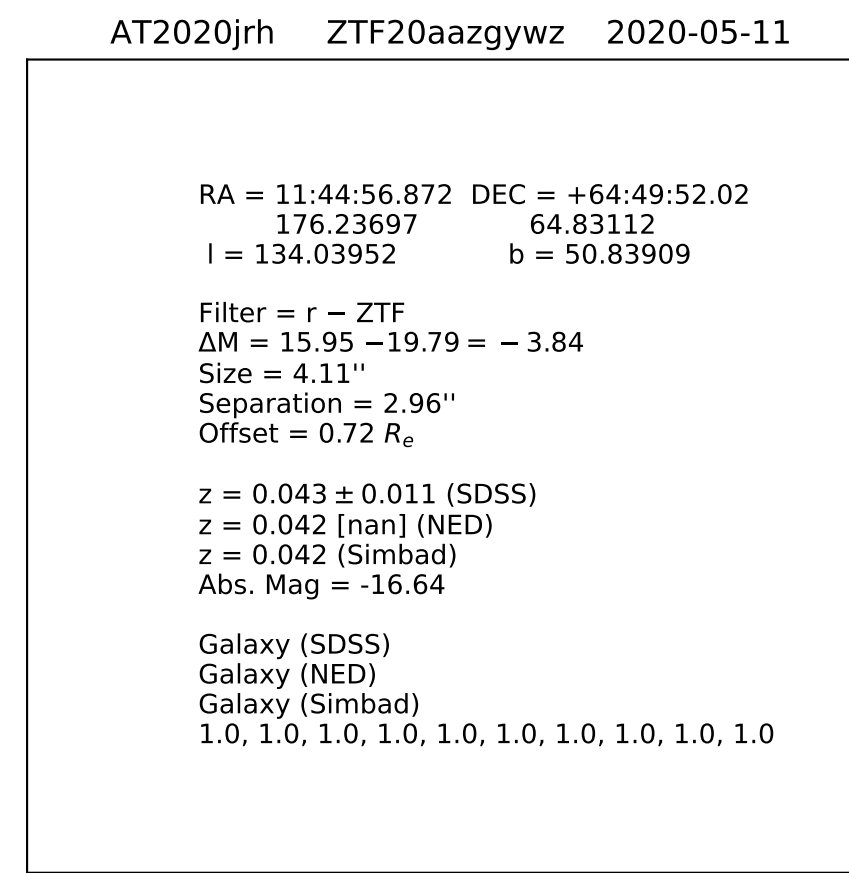 AT2020jrh ZTF20aazgywz 2020-05-11
RA = 11:44:56.872 DEC = +64:49:52.02
176.23697 64.83112
l = 134.03952 b = 50.83909
Filter = r − ZTF
ΔM = 15.95 −19.79 = − 3.84
Size = 4.11''
Separation = 2.96''
Offset = 0.72 Re
z = 0.043 ± 0.011 (SDSS)
z = 0.042 [nan] (NED)
z = 0.042 (Simbad)
Abs. Mag = -16.64
Galaxy (SDSS)
Galaxy (NED)
Galaxy (Simbad)
1.0, 1.0, 1.0, 1.0, 1.0, 1.0, 1.0, 1.0, 1.0, 1.0